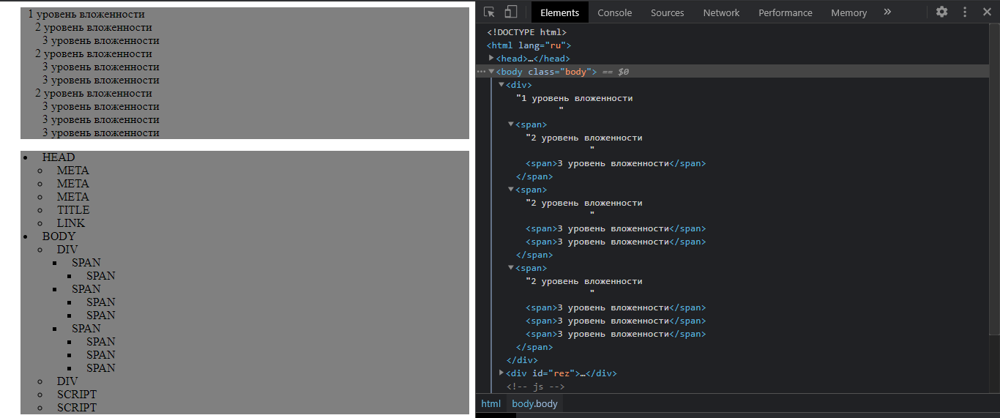 1 уровень вложенности
2 уровень вложенности
3 уровень вложенности
2 уровень вложенности
3 уровень вложенности
3 уровень вложенности
2 уровень вложенности
3 уровень вложенности
3 уровень вложенности
3 уровень вложенности
HEAD
META
META
META
TITLE
LINK
BODY
DIV
SPAN
SPAN
SPAN
SPAN
SPAN
SPAN
SPAN
SPAN
SPAN
DIV
SCRIPT
SCRIPT
Elements Console Sources Network Performance Memory »
<!DOCTYPE html>
<html lang="ru">
<head>…</head>
<body class="body"> == $0
<div>
"1 уровень вложенности
"
<span>
"2 уровень вложенности
"
<span>3 уровень вложенности</span>
</span>
<span>
"2 уровень вложенности
"
<span>3 уровень вложенности</span>
<span>3 уровень вложенности</span>
</span>
<span>
"2 уровень вложенности
"
<span>3 уровень вложенности</span>
<span>3 уровень вложенности</span>
<span>3 уровень вложенности</span>
</span>
</div>
<div id="rez">…</div>
<!-- js -->
html body.body